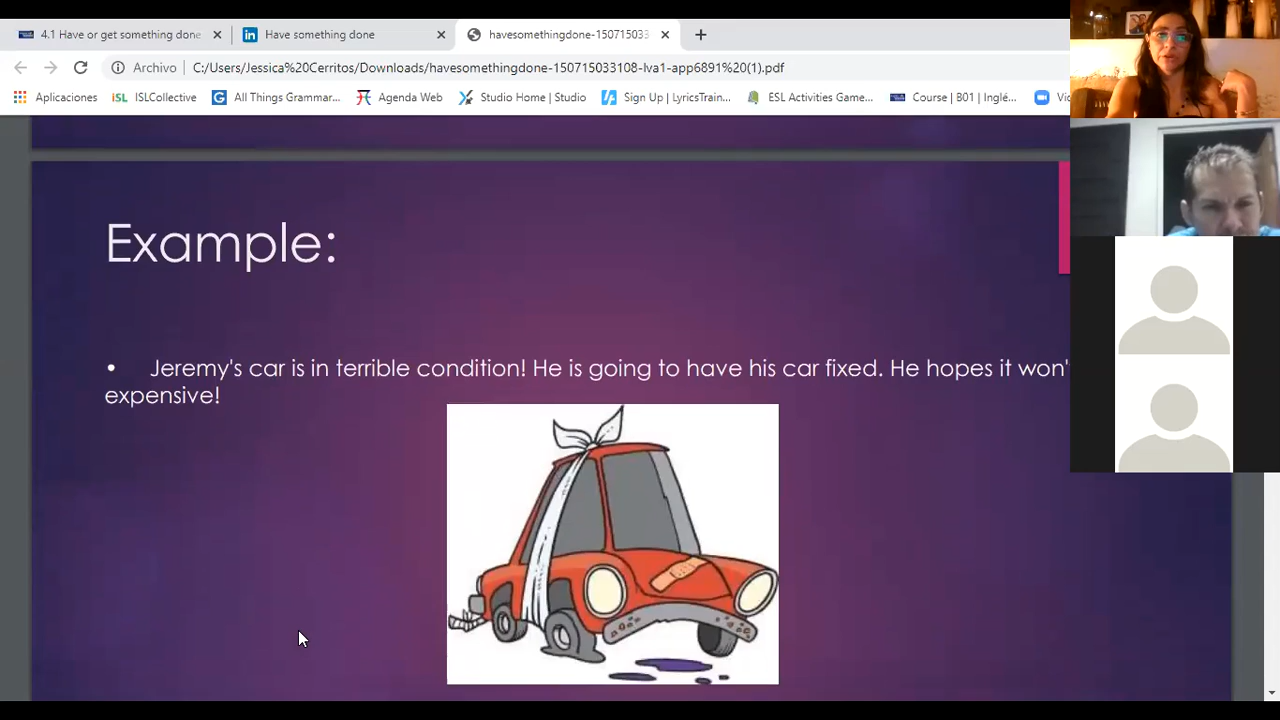 4.1 Have or get something done
Have something done
havesomethingdone-150715033
Archivo
C:/Users/Jessica%20Cerritos/Downloads/havesomethingdone-150715033108-lva1-app6891%20(1).pdf
Aplicaciones
ISLCollective
All Things Grammar...
Agenda Web
Studio Home | Studio
Sign Up | LyricsTrain...
ESL Activities Game...
Course | B01 | Inglé...
Example:
• Jeremy's car is in terrible condition! He is going to have his car fixed. He hopes it won'
expensive!